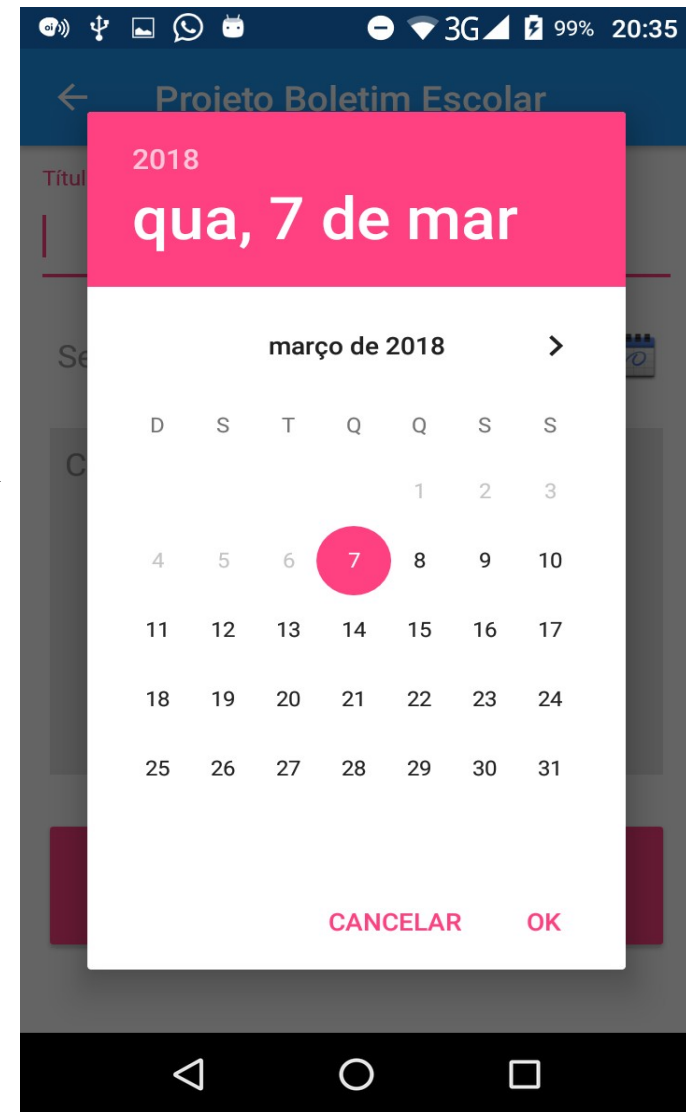 oi 3G 99% 20:35
Projeto Boletim Escolar
2018
Títul
qua, 7 de mar
março de 2018
Se
D S T Q Q S S
C
1 2 3
4 5 6 7 8 9 10
11 12 13 14 15 16 17
18 19 20 21 22 23 24
25 26 27 28 29 30 31
CANCELAR OK